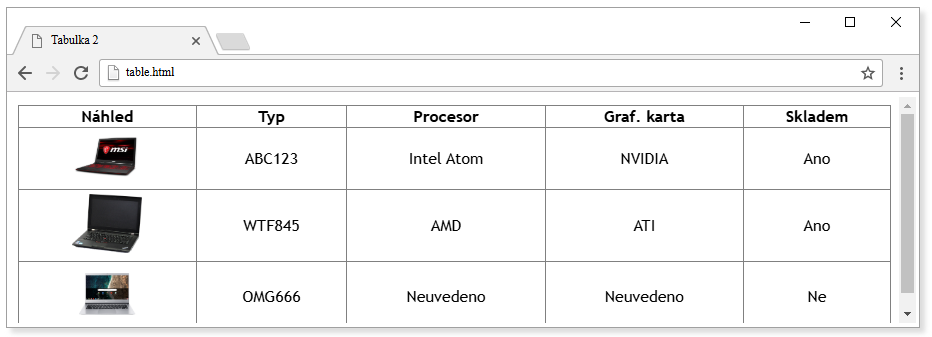 Tabulka 2
table.html
Náhled Typ Procesor Graf. karta Skladem
msi ABC123 Intel Atom NVIDIA Ano
WTF845 AMD ATI Ano
OMG666 Neuvedeno Neuvedeno Ne